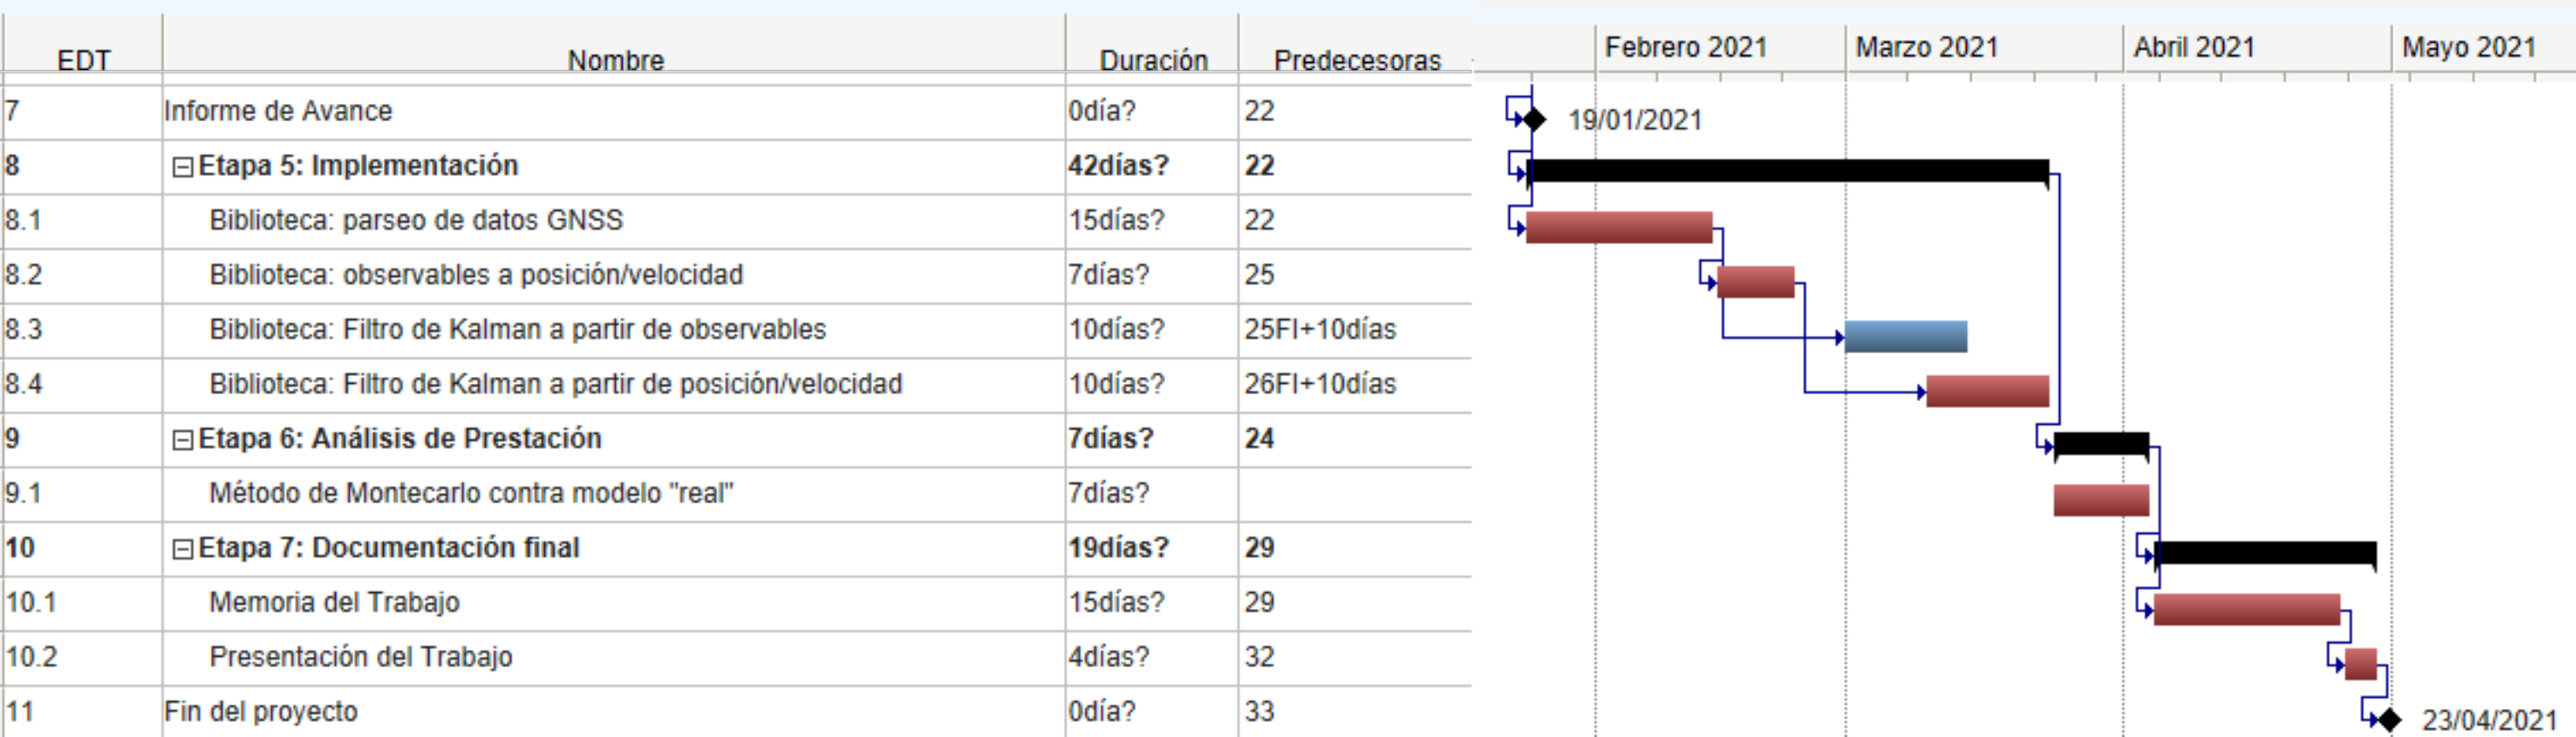 EDT Nombre Duración Predecesoras Febrero 2021 Marzo 2021 Abril 2021 Mayo 2021
7 Informe de Avance 0día? 22 19/01/2021
8 Etapa 5: Implementación 42días? 22
8.1 Biblioteca: parseo de datos GNSS 15días? 22
8.2 Biblioteca: observables a posición/velocidad 7días? 25
8.3 Biblioteca: Filtro de Kalman a partir de observables 10días? 25FI+10días
8.4 Biblioteca: Filtro de Kalman a partir de posición/velocidad 10días? 26FI+10días
9 Etapa 6: Análisis de Prestación 7días? 24
9.1 Método de Montecarlo contra modelo "real" 7días?
10 Etapa 7: Documentación final 19días? 29
10.1 Memoria del Trabajo 15días? 29
10.2 Presentación del Trabajo 4días? 32
11 Fin del proyecto 0día? 33 23/04/2021